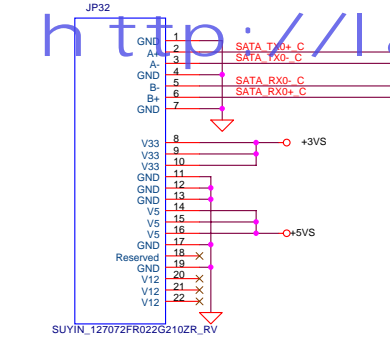 JP32
http://l
GND 1
A+ 2 SATA_TX0+_C
A- 3 SATA_TX0-_C
GND 4
B- 5 SATA_RX0-_C
B+ 6 SATA_RX0+_C
GND 7
V33 8 +3VS
V33 9
V33 10
GND 11
GND 12
GND 13
V5 14
V5 15
V5 16 +5VS
GND 17
Reserved 18
GND 19
V12 20
V12 21
V12 22
SUYIN_127072FR022G210ZR_RV